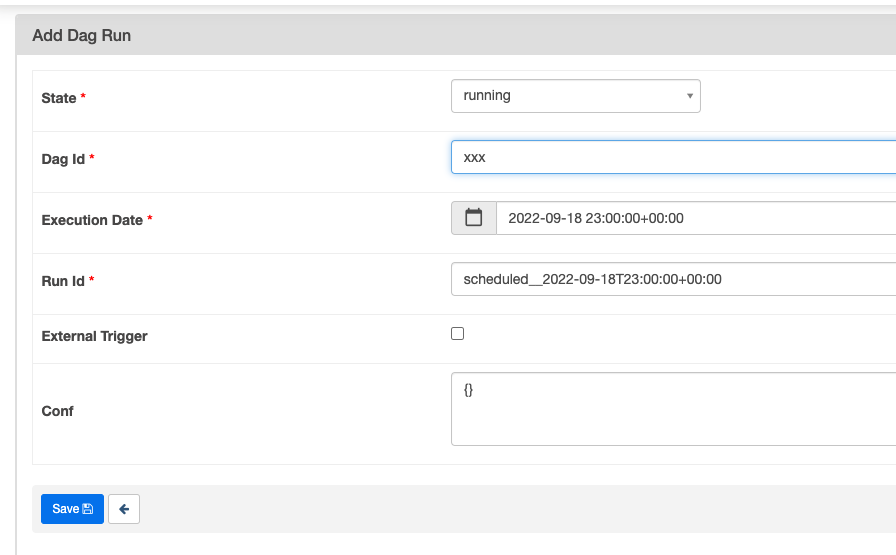 Add Dag Run
State *
running
Dag Id *
xxx
Execution Date *
2022-09-18 23:00:00+00:00
Run Id *
scheduled__2022-09-18T23:00:00+00:00
External Trigger
Conf
{}
Save